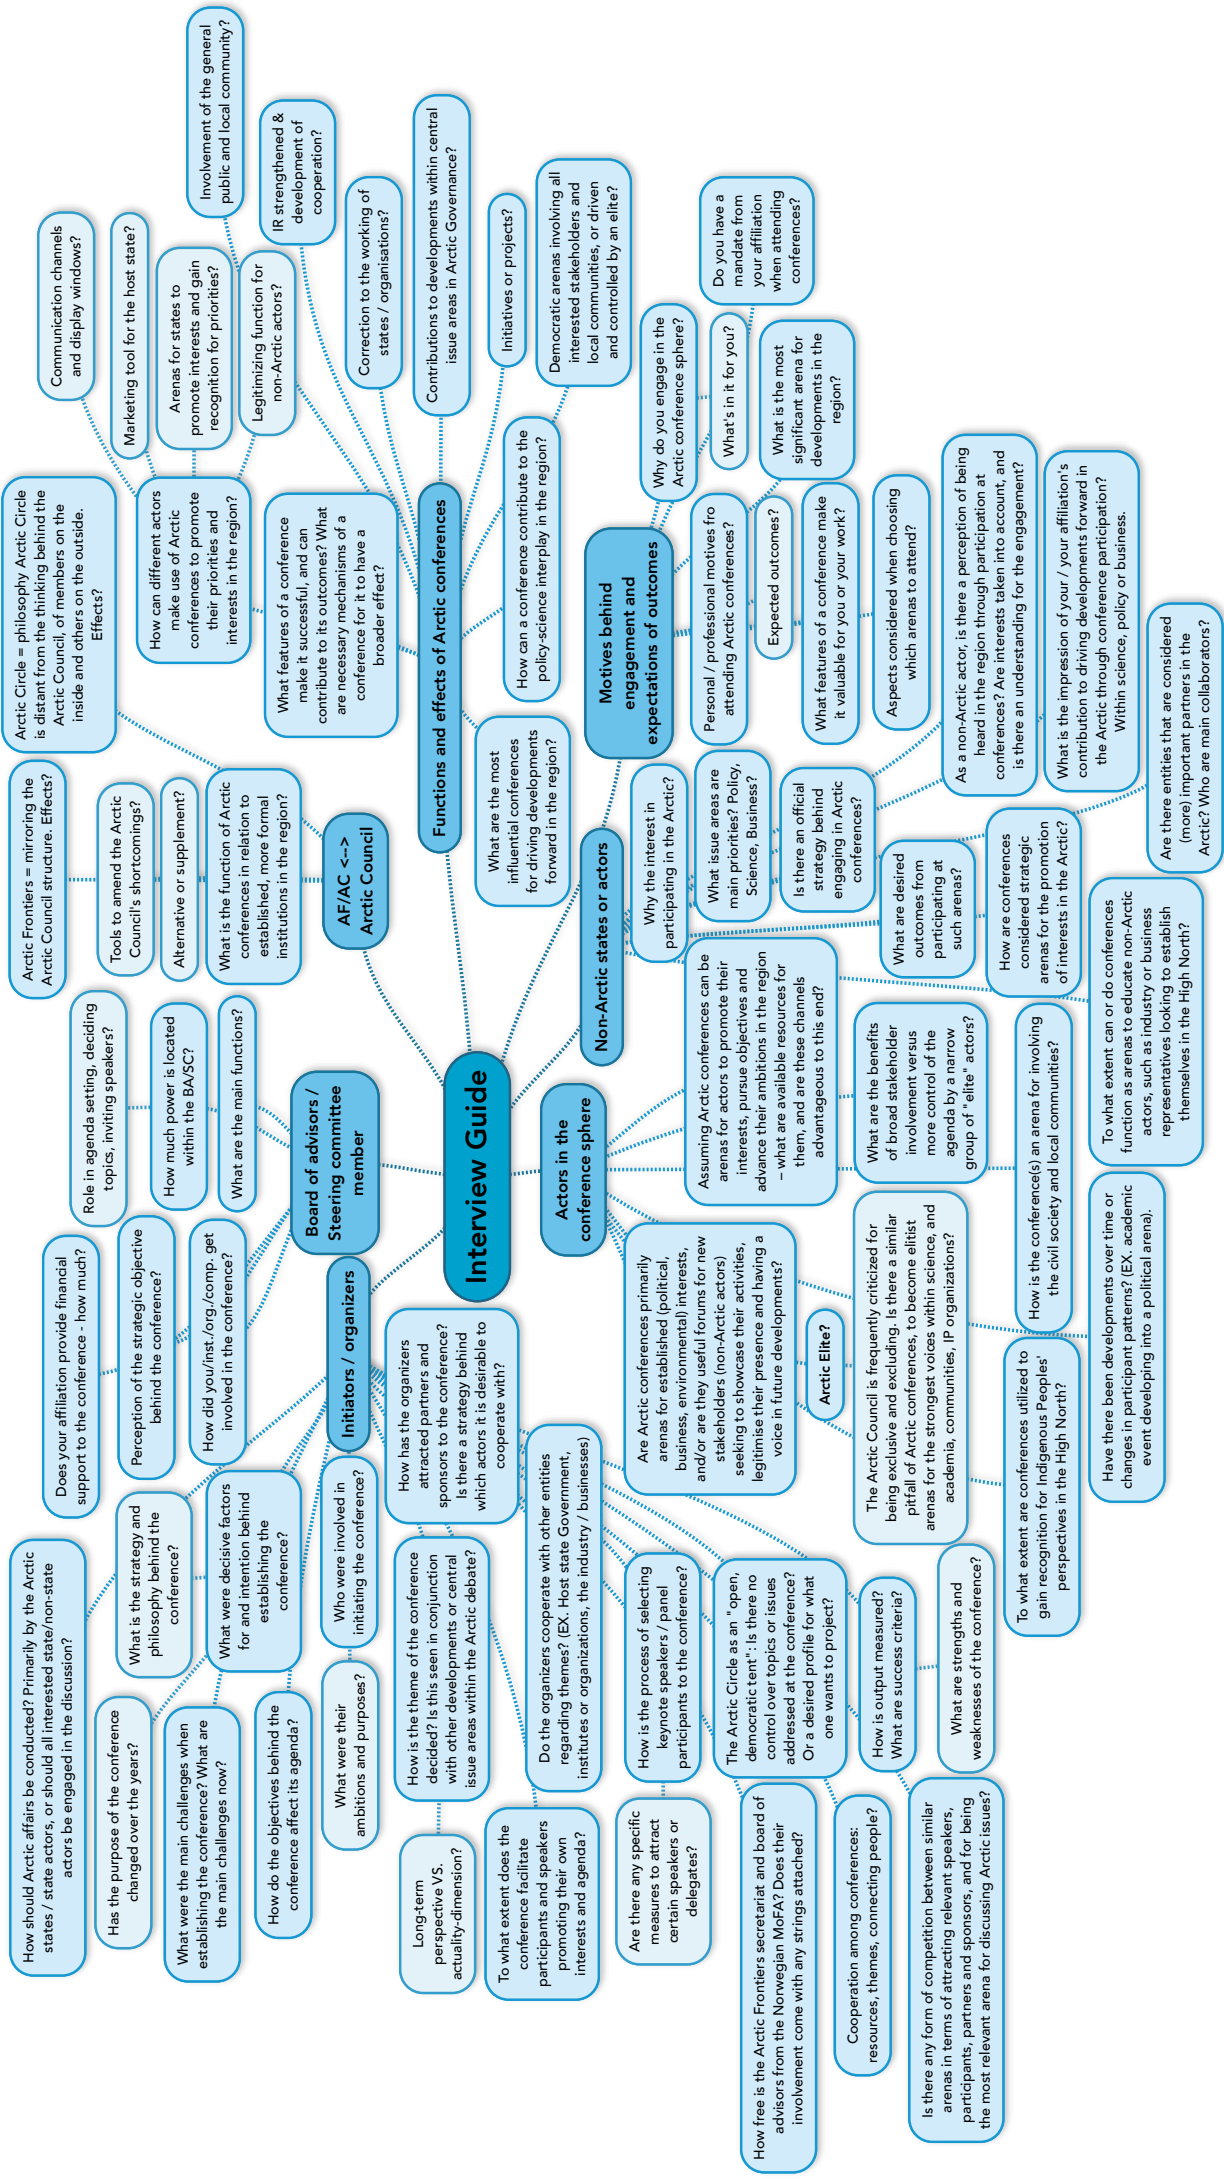 Interview Guide
Initiators / organizers
Board of advisors /
Steering committee
member
AF/AC <-->
Arctic Council
Functions and effects of Arctic conferences
Actors in the
conference sphere
Non-Arctic states or actors
Motives behind
engagement and
expectations of outcomes
How should Arctic affairs be conducted? Primarily by the Arctic
states / state actors, or should all interested state/non-state
actors be engaged in the discussion?
What is the strategy and
philosophy behind the
conference?
Has the purpose of the conference
changed over the years?
What were the main challenges when
establishing the conference? What are
the main challenges now?
What were decisive factors
for and intention behind
establishing the
conference?
How do the objectives behind the
conference affect its agenda?
Who were involved in
initiating the conference?
What were their
ambitions and purposes?
How has the organizers
attracted partners and
sponsors to the conference?
Is there a strategy behind
which actors it is desirable to
cooperate with?
How is the theme of the conference
decided? Is this seen in conjunction
with other developments or central
issue areas within the Arctic debate?
Long-term
perspective VS.
actuality-dimension?
To what extent does the
conference facilitate
participants and speakers
promoting their own
interests and agenda?
Do the organizers cooperate with other entities
regarding themes? (EX. Host state Government,
institutes or organizations, the industry / businesses)
How is the process of selecting
keynote speakers / panel
participants to the conference?
Are there any specific
measures to attract
certain speakers or
delegates?
The Arctic Circle as an "open,
democratic tent": Is there no
control over topics or issues
addressed at the conference?
Or a desired profile for what
one wants to project?
How free is the Arctic Frontiers secretariat and board of
advisors from the Norwegian MoFA? Does their
involvement come with any strings attached?
Cooperation among conferences:
resources, themes, connecting people?
How is output measured?
What are success criteria?
What are strengths and
weaknesses of the conference?
Is there any form of competition between similar
arenas in terms of attracting relevant speakers,
participants, partners and sponsors, and for being
the most relevant arena for discussing Arctic issues?
Does your affiliation provide financial
support to the conference - how much?
Perception of the strategic objective
behind the conference?
How did you/inst./org./comp. get
involved in the conference?
Role in agenda setting, deciding
topics, inviting speakers?
How much power is located
within the BA/SC?
What are the main functions?
Arctic Frontiers = mirroring the
Arctic Council structure. Effects?
Tools to amend the Arctic
Council's shortcomings?
Alternative or supplement?
What is the function of Arctic
conferences in relation to
established, more formal
institutions in the region?
Arctic Circle = philosophy Arctic Circle
is distant from the thinking behind the
Arctic Council, of members on the
inside and others on the outside.
Effects?
Communication channels
and display windows?
Marketing tool for the host state?
Arenas for states to
promote interests and gain
recognition for priorities?
Legitimizing function for
non-Arctic actors?
How can different actors
make use of Arctic
conferences to promote
their priorities and
interests in the region?
What features of a conference
make it successful, and can
contribute to its outcomes? What
are necessary mechanisms of a
conference for it to have a
broader effect?
Involvement of the general
public and local community?
IR strengthened &
development of
cooperation?
Correction to the working of
states / organisations?
Contributions to developments within central
issue areas in Arctic Governance?
Initiatives or projects?
Democratic arenas involving all
interested stakeholders and
local communities, or driven
and controlled by an elite?
How can a conference contribute to the
policy-science interplay in the region?
What are the most
influential conferences
for driving developments
forward in the region?
Why do you engage in the
Arctic conference sphere?
What's in it for you?
Do you have a
mandate from
your affiliation
when attending
conferences?
What is the most
significant arena for
developments in the
region?
Personal / professional motives fro
attending Arctic conferences?
Expected outcomes?
What features of a conference make
it valuable for you or your work?
Aspects considered when choosing
which arenas to attend?
Why the interest in
participating in the Arctic?
What issue areas are
main priorities? Policy,
Science, Business?
Is there an official
strategy behind
engaging in Arctic
conferences?
As a non-Arctic actor, is there a perception of being
heard in the region through participation at
conferences? Are interests taken into account, and
is there an understanding for the engagement?
What is the impression of your / your affiliation's
contribution to driving developments forward in
the Arctic through conference participation?
Within science, policy or business.
What are desired
outcomes from
participating at
such arenas?
How are conferences
considered strategic
arenas for the promotion
of interests in the Arctic?
Are there entities that are considered
(more) important partners in the
Arctic? Who are main collaborators?
To what extent can or do conferences
function as arenas to educate non-Arctic
actors, such as industry or business
representatives looking to establish
themselves in the High North?
Assuming Arctic conferences can be
arenas for actors to promote their
interests, pursue objectives and
advance their ambitions in the region
– what are available resources for
them, and are these channels
advantageous to this end?
What are the benefits
of broad stakeholder
involvement versus
more control of the
agenda by a narrow
group of "elite" actors?
How is the conference(s) an arena for involving
the civil society and local communities?
Are Arctic conferences primarily
arenas for established (political,
business, environmental) interests,
and/or are they useful forums for new
stakeholders (non-Arctic actors)
seeking to showcase their activities,
legitimise their presence and having a
voice in future developments?
Arctic Elite?
The Arctic Council is frequently criticized for
being exclusive and excluding. Is there a similar
pitfall of Arctic conferences, to become elitist
arenas for the strongest voices within science, and
academia, communities, IP organizations?
To what extent are conferences utilized to
gain recognition for Indigenous Peoples'
perspectives in the High North?
Have there been developments over time or
changes in participant patterns? (EX. academic
event developing into a political arena).